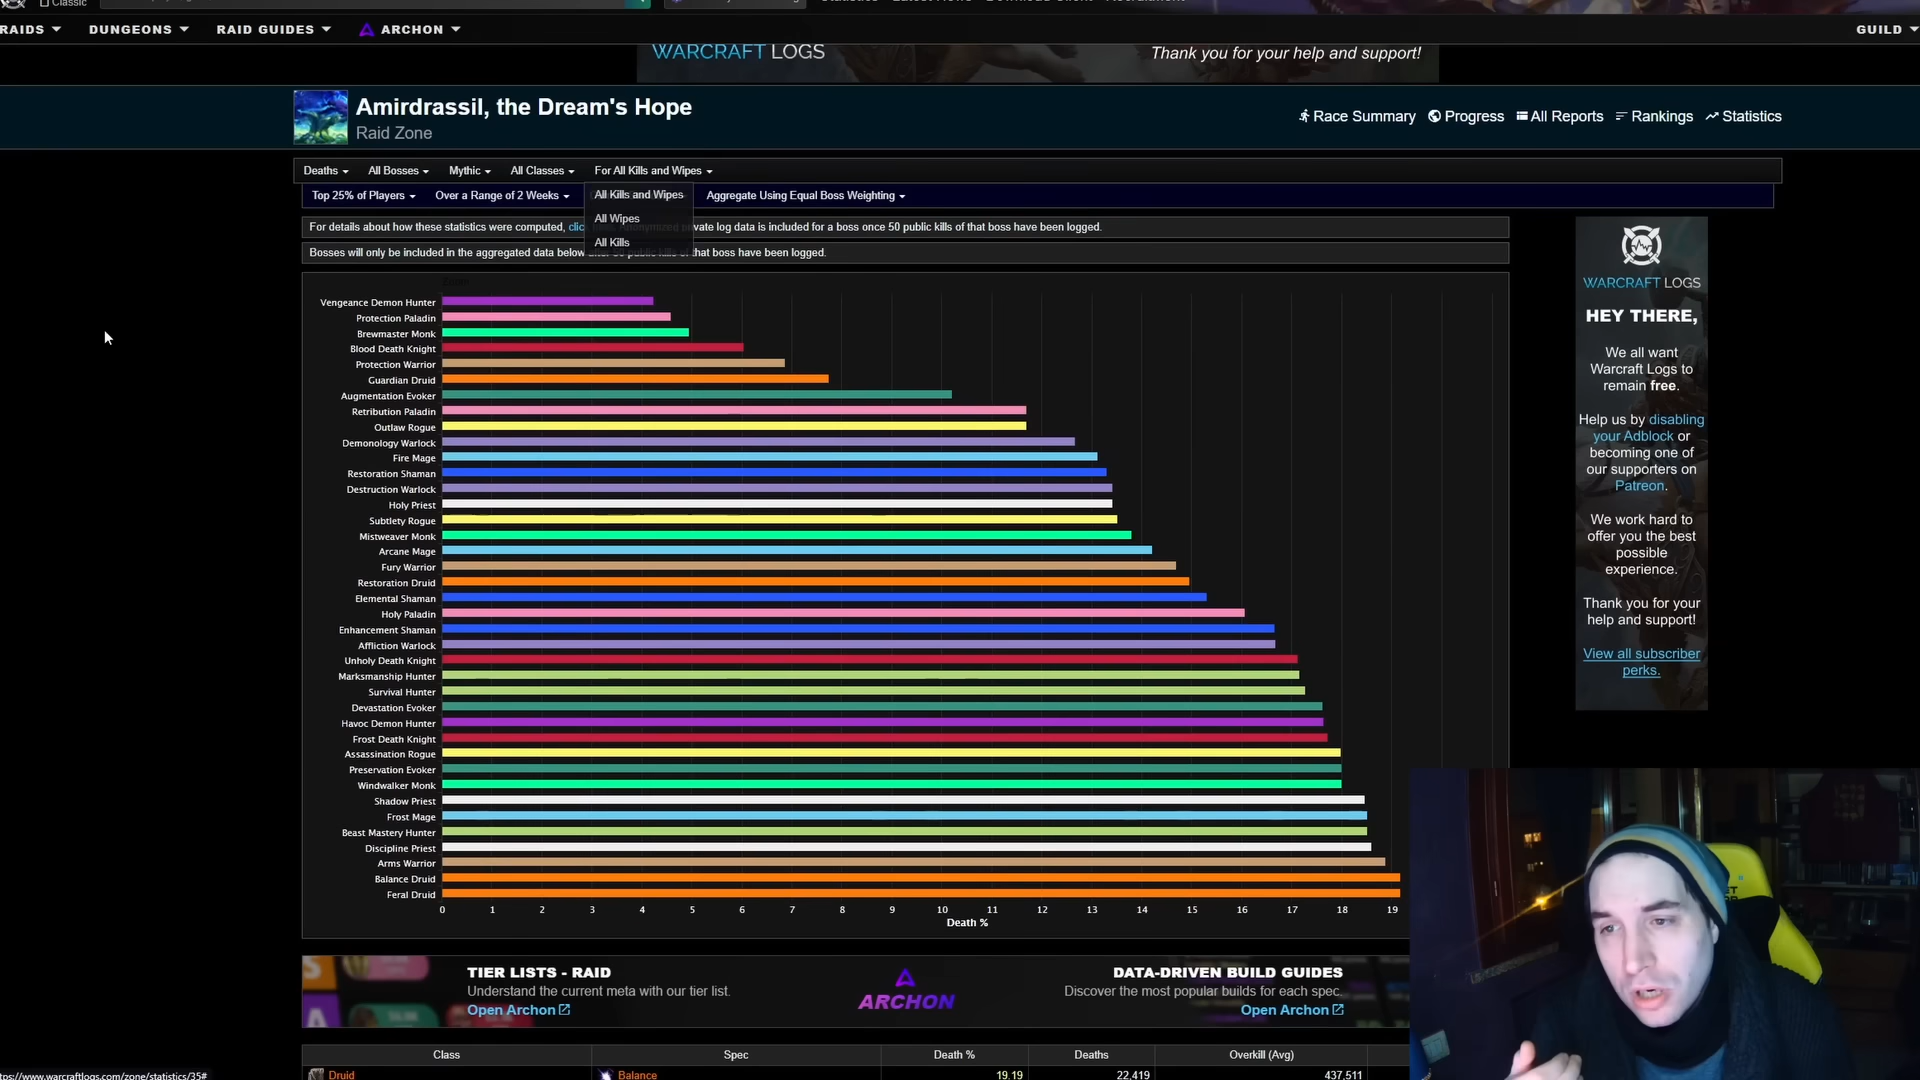 Classic
RAIDS DUNGEONS RAID GUIDES ARCHON GUILD
WARCRAFT LOGS
Thank you for your help and support!
Amirdrassil, the Dream's Hope
Raid Zone
Race Summary Progress All Reports Rankings Statistics
Deaths All Bosses Mythic All Classes For All Kills and Wipes
Top 25% of Players Over a Range of 2 Weeks All Kills and Wipes Aggregate Using Equal Boss Weighting
All Wipes
All Kills
For details about how these statistics were computed, clic vate log data is included for a boss once 50 public kills of that boss have been logged.
Bosses will only be included in the aggregated data below after 50 public kills of that boss have been logged.
Vengeance Demon Hunter
Protection Paladin
Brewmaster Monk
Blood Death Knight
Protection Warrior
Guardian Druid
Augmentation Evoker
Retribution Paladin
Outlaw Rogue
Demonology Warlock
Fire Mage
Restoration Shaman
Destruction Warlock
Holy Priest
Subtlety Rogue
Mistweaver Monk
Arcane Mage
Fury Warrior
Restoration Druid
Elemental Shaman
Holy Paladin
Enhancement Shaman
Affliction Warlock
Unholy Death Knight
Marksmanship Hunter
Survival Hunter
Devastation Evoker
Havoc Demon Hunter
Frost Death Knight
Assassination Rogue
Preservation Evoker
Windwalker Monk
Shadow Priest
Frost Mage
Beast Mastery Hunter
Discipline Priest
Arms Warrior
Balance Druid
Feral Druid
0 1 2 3 4 5 6 7 8 9 10 11 12 13 14 15 16 17 18 19
Death %
WARCRAFT LOGS
HEY THERE,
We all want
Warcraft Logs to
remain free.
Help us by disabling
your Adblock or
becoming one of
our supporters on
Patreon.
We work hard to
offer you the best
possible
experience.
Thank you for your
help and support!
View all subscriber
perks.
TIER LISTS - RAID
Understand the current meta with our tier list.
Open Archon
ARCHON
DATA-DRIVEN BUILD GUIDES
Discover the most popular builds for each spec.
Open Archon
Class Spec Death % Deaths Overkill (Avg)
Druid Balance 19.19 22,419 437,511
tps://www.warcraftlogs.com/zone/statistics/35#